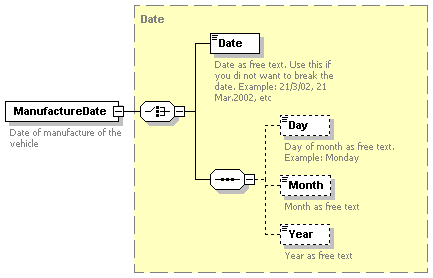 Date
Date
Date as free text. Use this if
you di not want to break the
date. Example: 21/3/02, 21
Mar.2002, etc
ManufactureDate
Date of manufacture of the
vehicle
Day
Day of month as free text.
Example: Monday
Month
Month as free text
Year
Year as free text